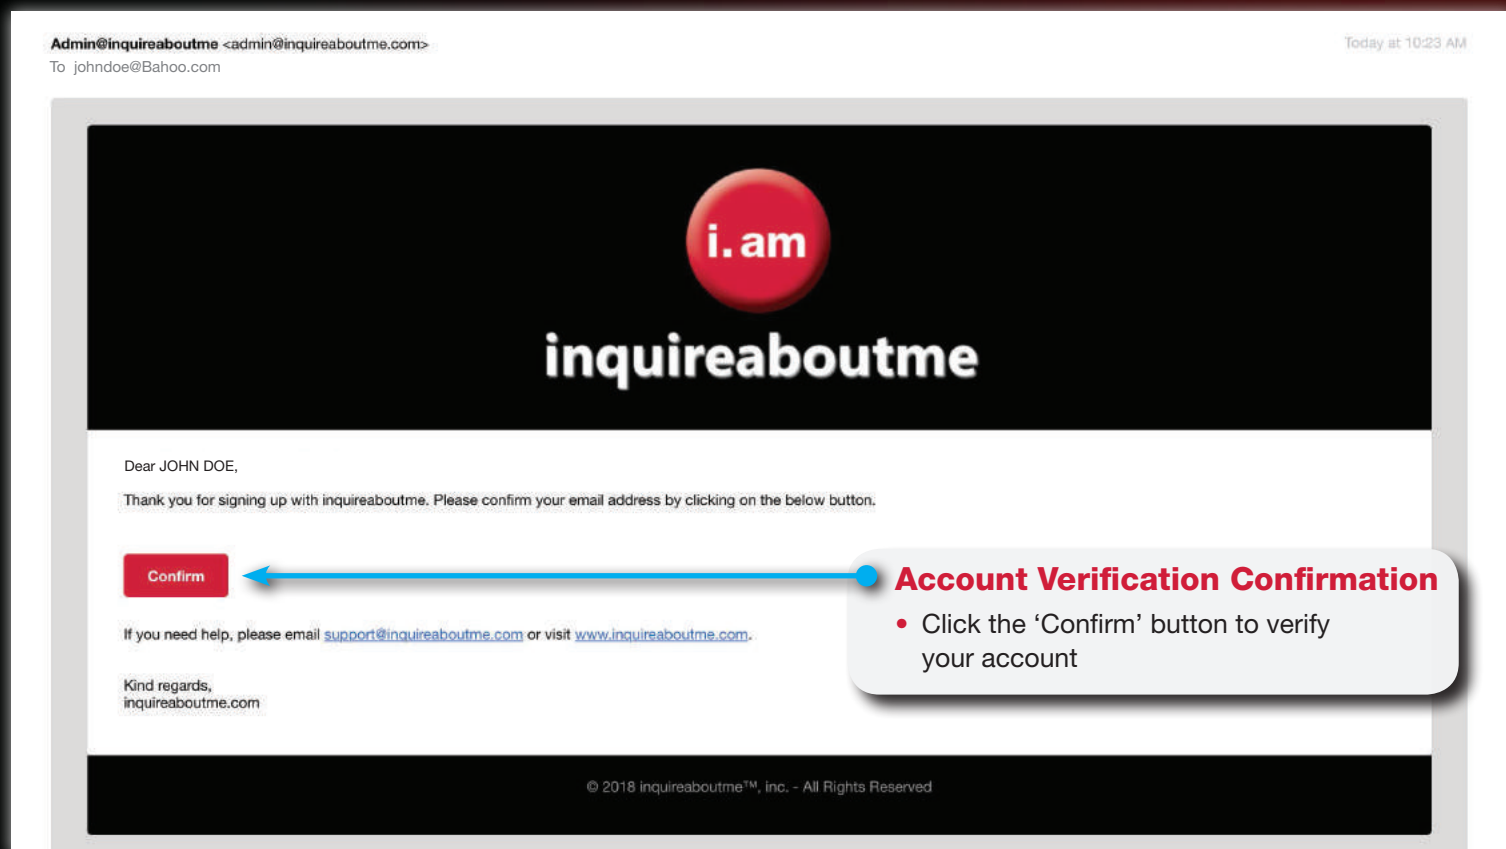 Admin@inquireaboutme <admin@inquireaboutme.com>
Today at 10:23 AM
To johndoe@Bahoo.com
i.am
inquireaboutme
Dear JOHN DOE,
Thank you for signing up with inquireaboutme. Please confirm your email address by clicking on the below button.
Confirm
Account Verification Confirmation
• Click the ‘Confirm’ button to verify
your account
If you need help, please email support@inquireaboutme.com or visit www.inquireaboutme.com.
Kind regards,
inquireaboutme.com
© 2018 inquireaboutme™, inc. - All Rights Reserved